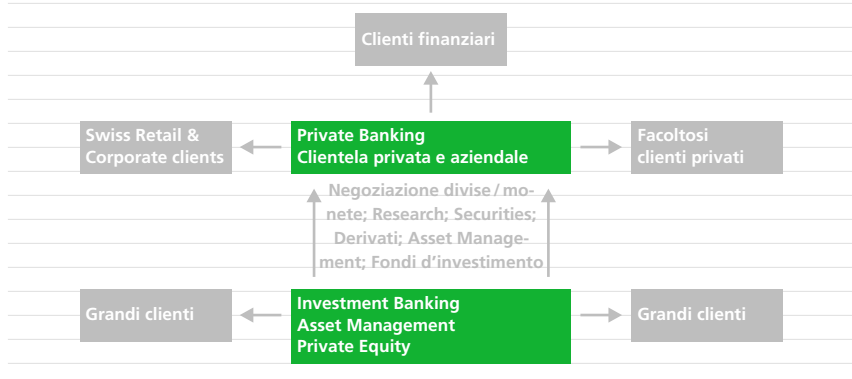 Clienti finanziari
Swiss Retail &
Corporate clients
Private Banking
Clientela privata e aziendale
Facoltosi
clienti privati
Negoziazione divise / mo-
nete; Research; Securities;
Derivati; Asset Manage-
ment; Fondi d’investimento
Grandi clienti
Investment Banking
Asset Management
Private Equity
Grandi clienti